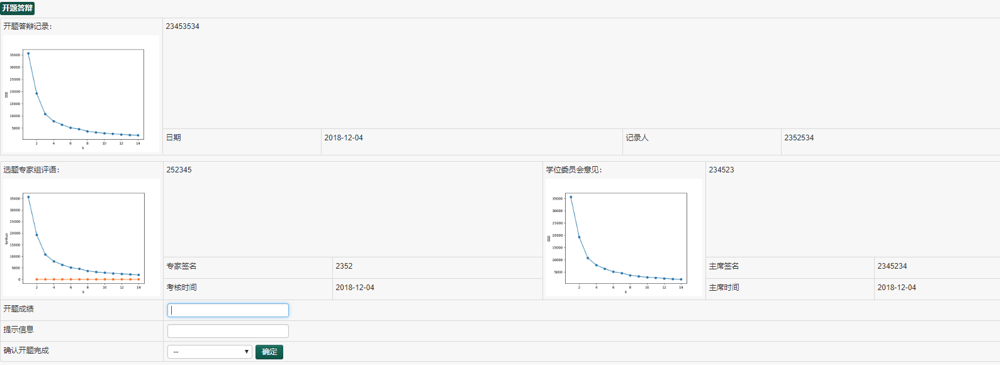 开题答辩
开题答辩记录:
23453534
35000
30000
25000
20000
15000
10000
5000
SSE
2 4 6 8 10 12 14
k
日期 2018-12-04 记录人 2352534
选题专家组评语:
252345
35000
30000
25000
20000
15000
10000
5000
0
lunkuo
2 4 6 8 10 12 14
k
专家签名 2352
考核时间 2018-12-04
学位委员会意见:
234523
35000
30000
25000
20000
15000
10000
5000
SSE
2 4 6 8 10 12 14
k
主席签名 2345234
主席时间 2018-12-04
开题成绩
提示信息
确认开题完成 -- 确定